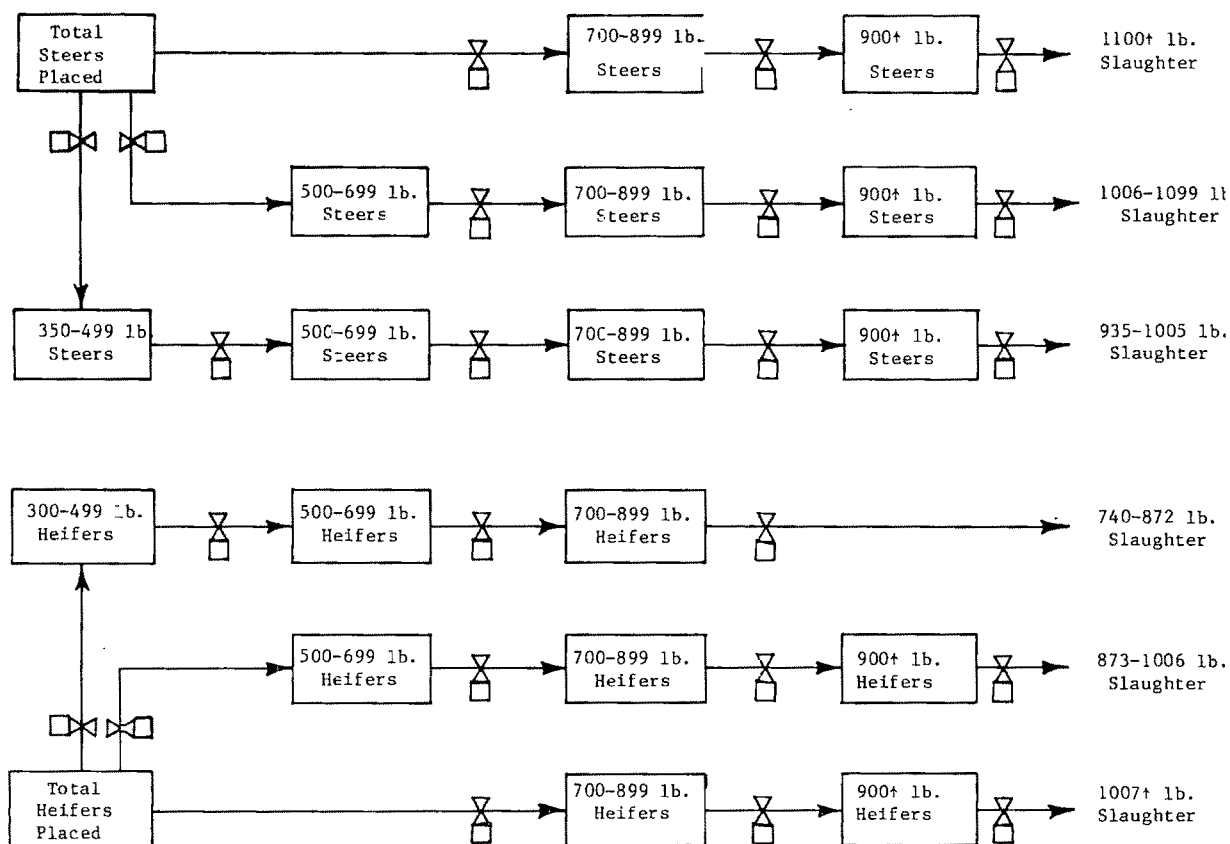 Total
Steers
Placed
700-899 lb.
Steers
900↑ lb.
Steers
1100↑ lb.
Slaughter
500-699 lb.
Steers
700-899 lb.
Steers
900↑ lb.
Steers
1006-1099 lb
Slaughter
350-499 lb.
Steers
500-699 lb.
Steers
700-899 lb.
Steers
900↑ lb.
Steers
935-1005 lb.
Slaughter
300-499 lb.
Heifers
500-699 lb.
Heifers
700-899 lb.
Heifers
740-872 lb.
Slaughter
500-699 lb.
Heifers
700-899 lb.
Heifers
900↑ lb.
Heifers
873-1006 lb.
Slaughter
Total
Heifers
Placed
700-899 lb.
Heifers
900↑ lb.
Heifers
1007↑ lb.
Slaughter